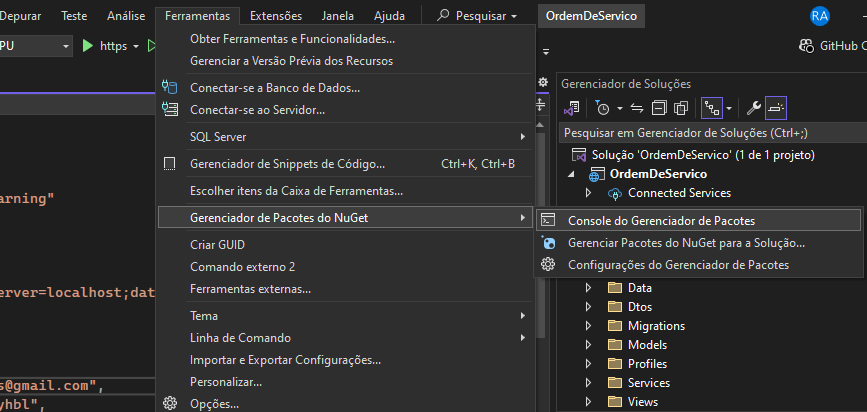 Depurar Teste Análise Ferramentas Extensões Janela Ajuda Pesquisar OrdemDeServico RA
PU https GitHub C
Obter Ferramentas e Funcionalidades...
Gerenciar a Versão Prévia dos Recursos
Conectar-se a Banco de Dados...
Conectar-se ao Servidor...
SQL Server
Gerenciador de Snippets de Código... Ctrl+K, Ctrl+B
Escolher itens da Caixa de Ferramentas...
Gerenciador de Pacotes do NuGet
Criar GUID
Comando externo 2
Ferramentas externas...
Tema
Linha de Comando
Importar e Exportar Configurações...
Personalizar...
Opções...
Console do Gerenciador de Pacotes
Gerenciar Pacotes do NuGet para a Solução...
Configurações do Gerenciador de Pacotes
arning"
erver=localhost;dat
s@gmail.com",
yhbl",
Gerenciador de Soluções
Pesquisar em Gerenciador de Soluções (Ctrl+;)
Solução 'OrdemDeServico' (1 de 1 projeto)
OrdemDeServico
Connected Services
Data
Dtos
Migrations
Models
Profiles
Services
Views